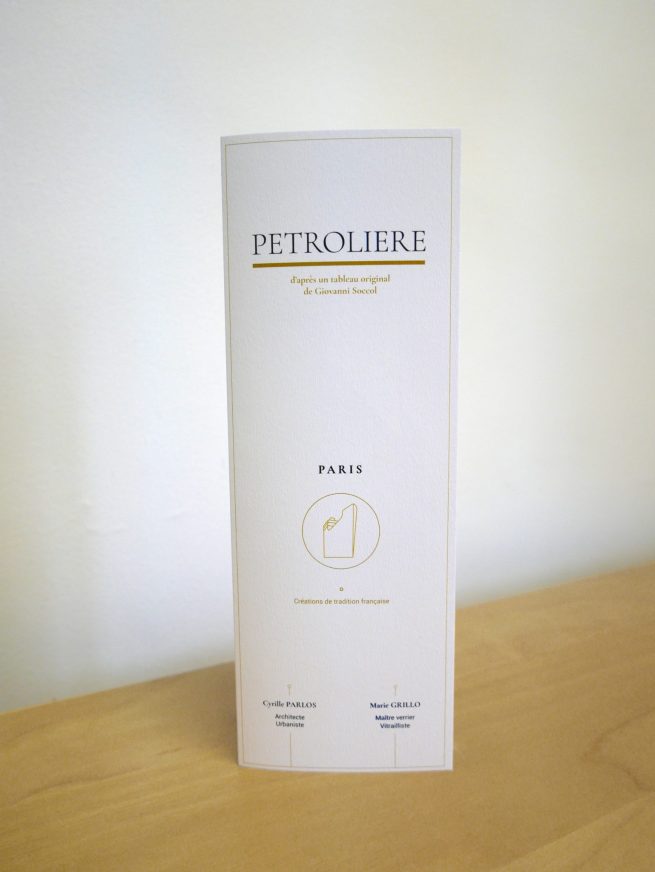 PETROLIERE
d'après un tableau original
de Giovanni Soccol
PARIS
Créations de tradition française
Cyrille PARLOS
Architecte
Urbaniste
Marie GRILLO
Maître verrier
Vitrailliste